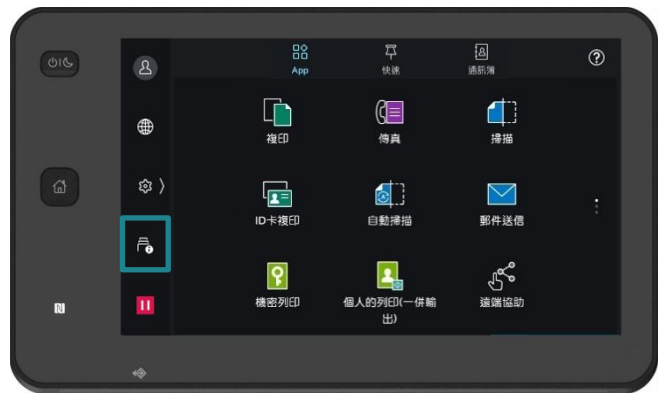 App
快速
通訊簿
複印
傳真
掃描
ID卡複印
自動掃描
郵件送信
機密列印
個人的列印(一併輸
出)
遠端協助